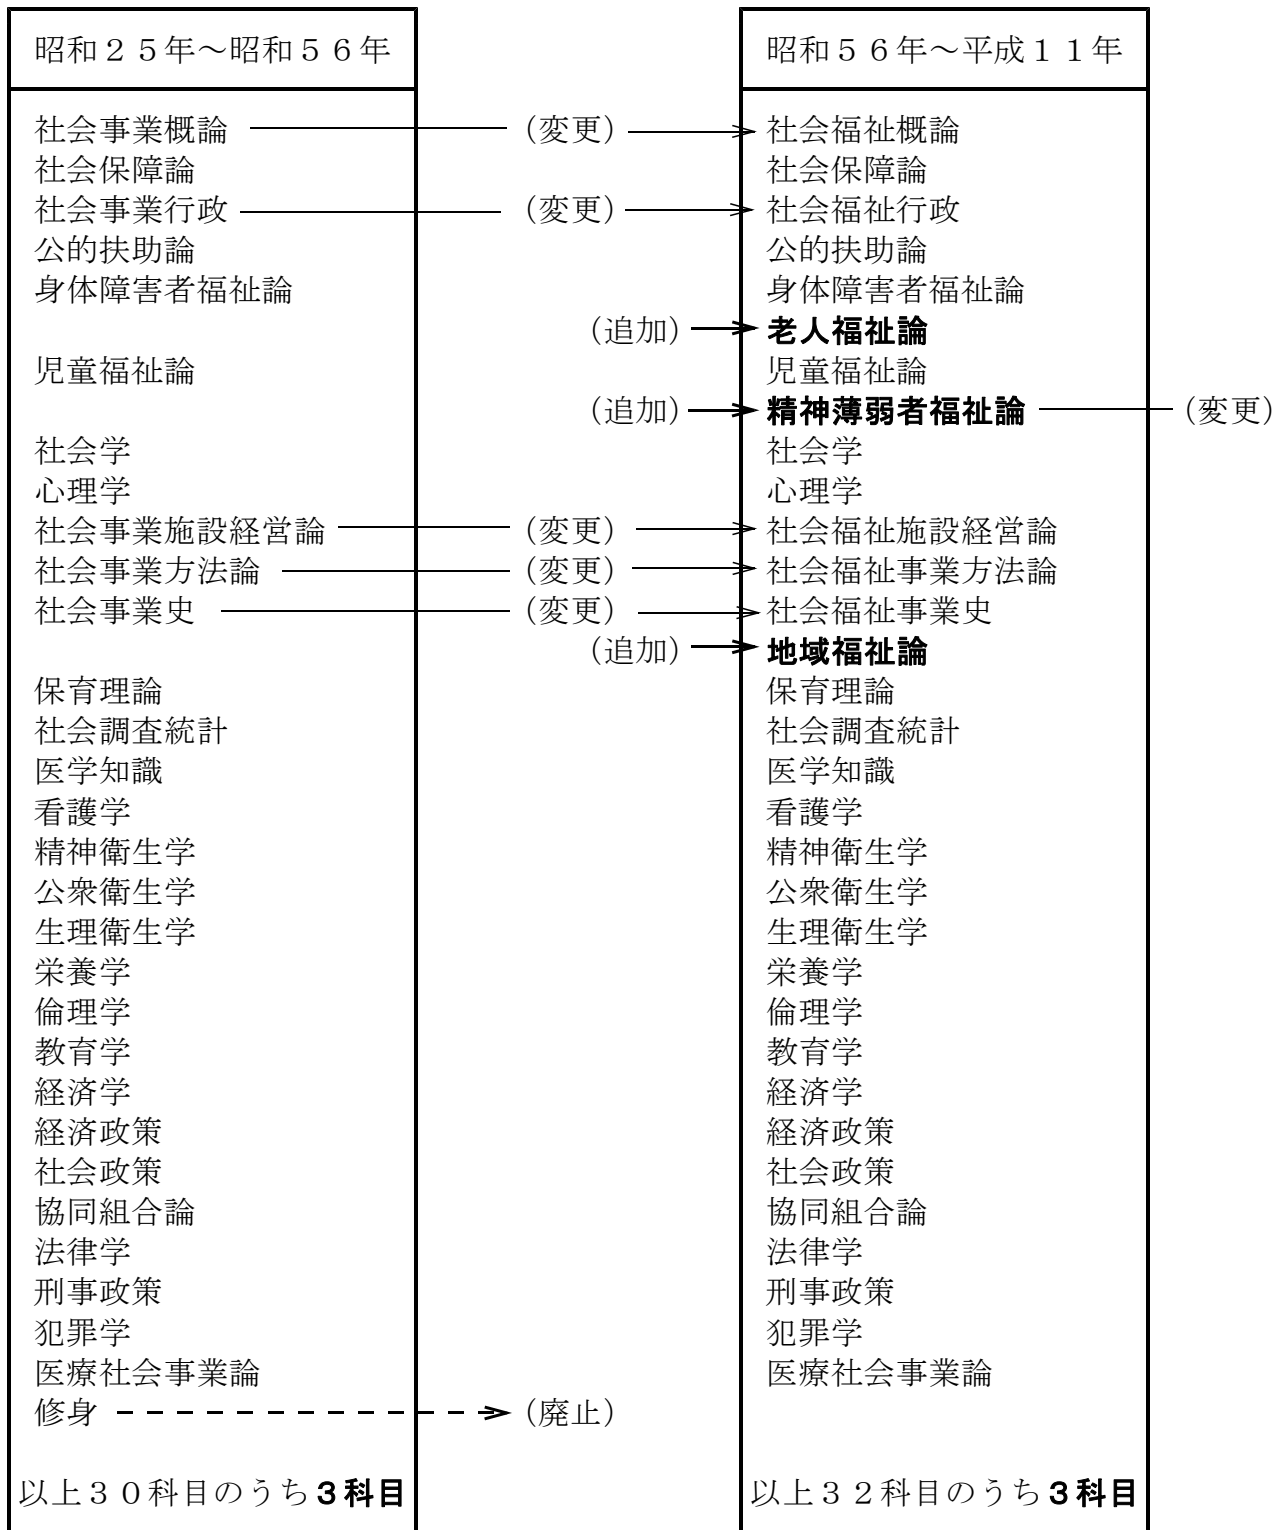 昭和２５年～昭和５６年　昭和５６年～平成１１年
社会事業概論　（変更）　社会福祉概論
社会保障論　社会保障論
社会事業行政　（変更）　社会福祉行政
公的扶助論　公的扶助論
身体障害者福祉論　身体障害者福祉論
（追加）　老人福祉論
児童福祉論　児童福祉論
（追加）　精神薄弱者福祉論　（変更）
社会学　社会学
心理学　心理学
社会事業施設経営論　（変更）　社会福祉施設経営論
社会事業方法論　（変更）　社会福祉事業方法論
社会事業史　（変更）　社会福祉事業史
（追加）　地域福祉論
保育理論　保育理論
社会調査統計　社会調査統計
医学知識　医学知識
看護学　看護学
精神衛生学　精神衛生学
公衆衛生学　公衆衛生学
生理衛生学　生理衛生学
栄養学　栄養学
倫理学　倫理学
教育学　教育学
経済学　経済学
経済政策　経済政策
社会政策　社会政策
協同組合論　協同組合論
法律学　法律学
刑事政策　刑事政策
犯罪学　犯罪学
医療社会事業論　医療社会事業論
修身　（廃止）
以上３０科目のうち３科目　以上３２科目のうち３科目